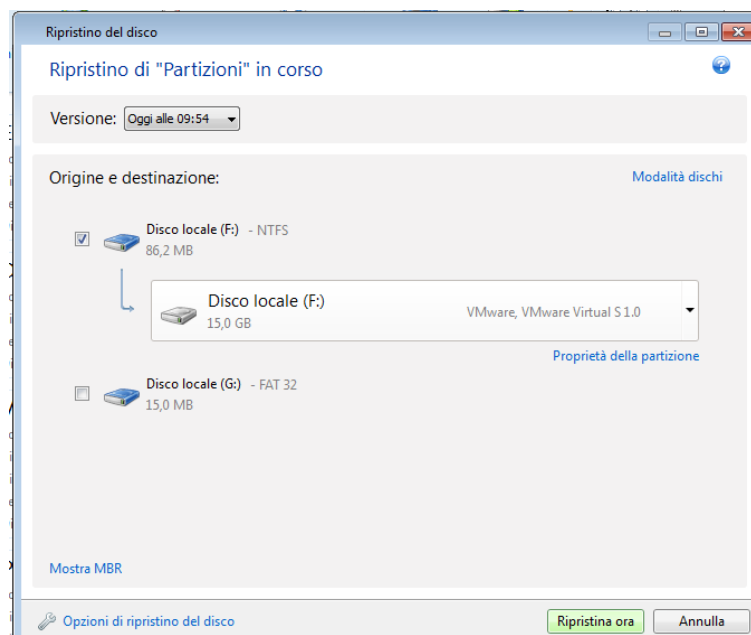 Ripristino del disco
Ripristino di "Partizioni" in corso
Versione: Oggi alle 09:54
Origine e destinazione:
Modalità dischi
Disco locale (F:) - NTFS
86,2 MB
Disco locale (F:)
15,0 GB
VMware, VMware Virtual S 1.0
Proprietà della partizione
Disco locale (G:) - FAT 32
15,0 MB
Mostra MBR
Opzioni di ripristino del disco
Ripristina ora
Annulla